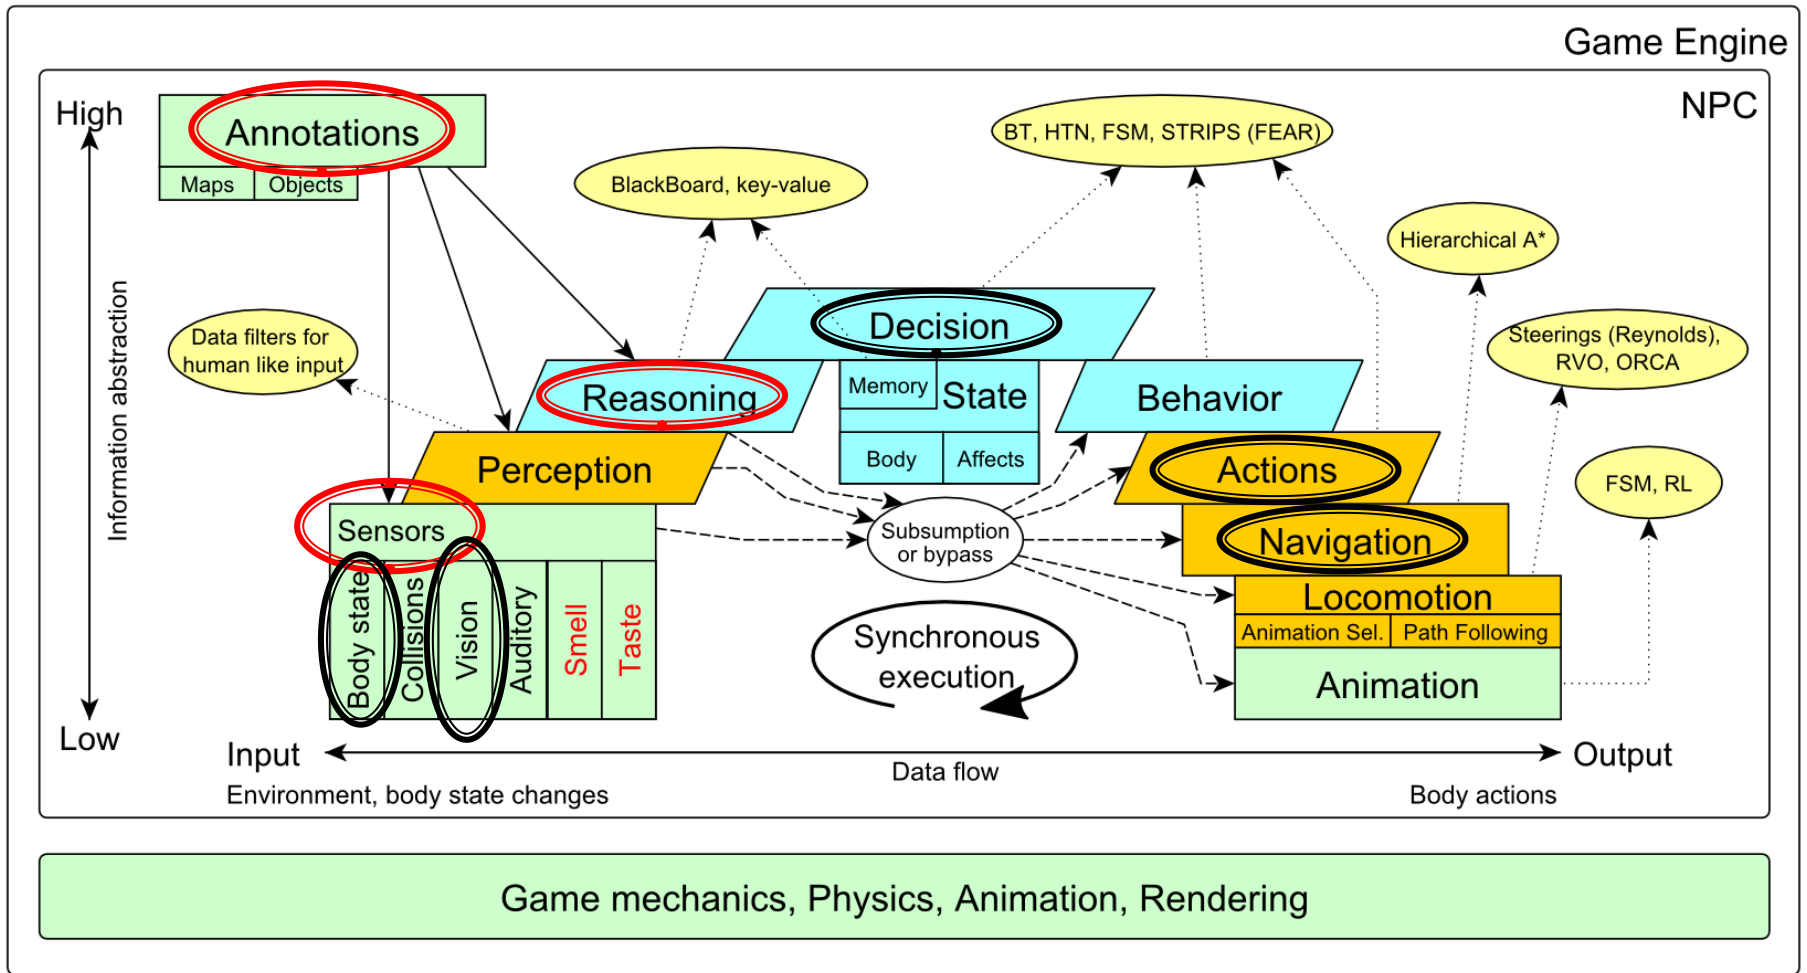 Game Engine
NPC
High
Annotations
Maps
Objects
BlackBoard, key-value
BT, HTN, FSM, STRIPS (FEAR)
Hierarchical A*
Information abstraction
Data filters for
human like input
Decision
Steerings (Reynolds),
RVO, ORCA
Reasoning
Memory
State
Behavior
Body
Affects
Perception
Actions
FSM, RL
Sensors
Subsumption
or bypass
Navigation
Body state
Collisions
Vision
Auditory
Smell
Taste
Locomotion
Animation Sel.
Path Following
Synchronous
execution
Animation
Low
Input
Data flow
Output
Environment, body state changes
Body actions
Game mechanics, Physics, Animation, Rendering